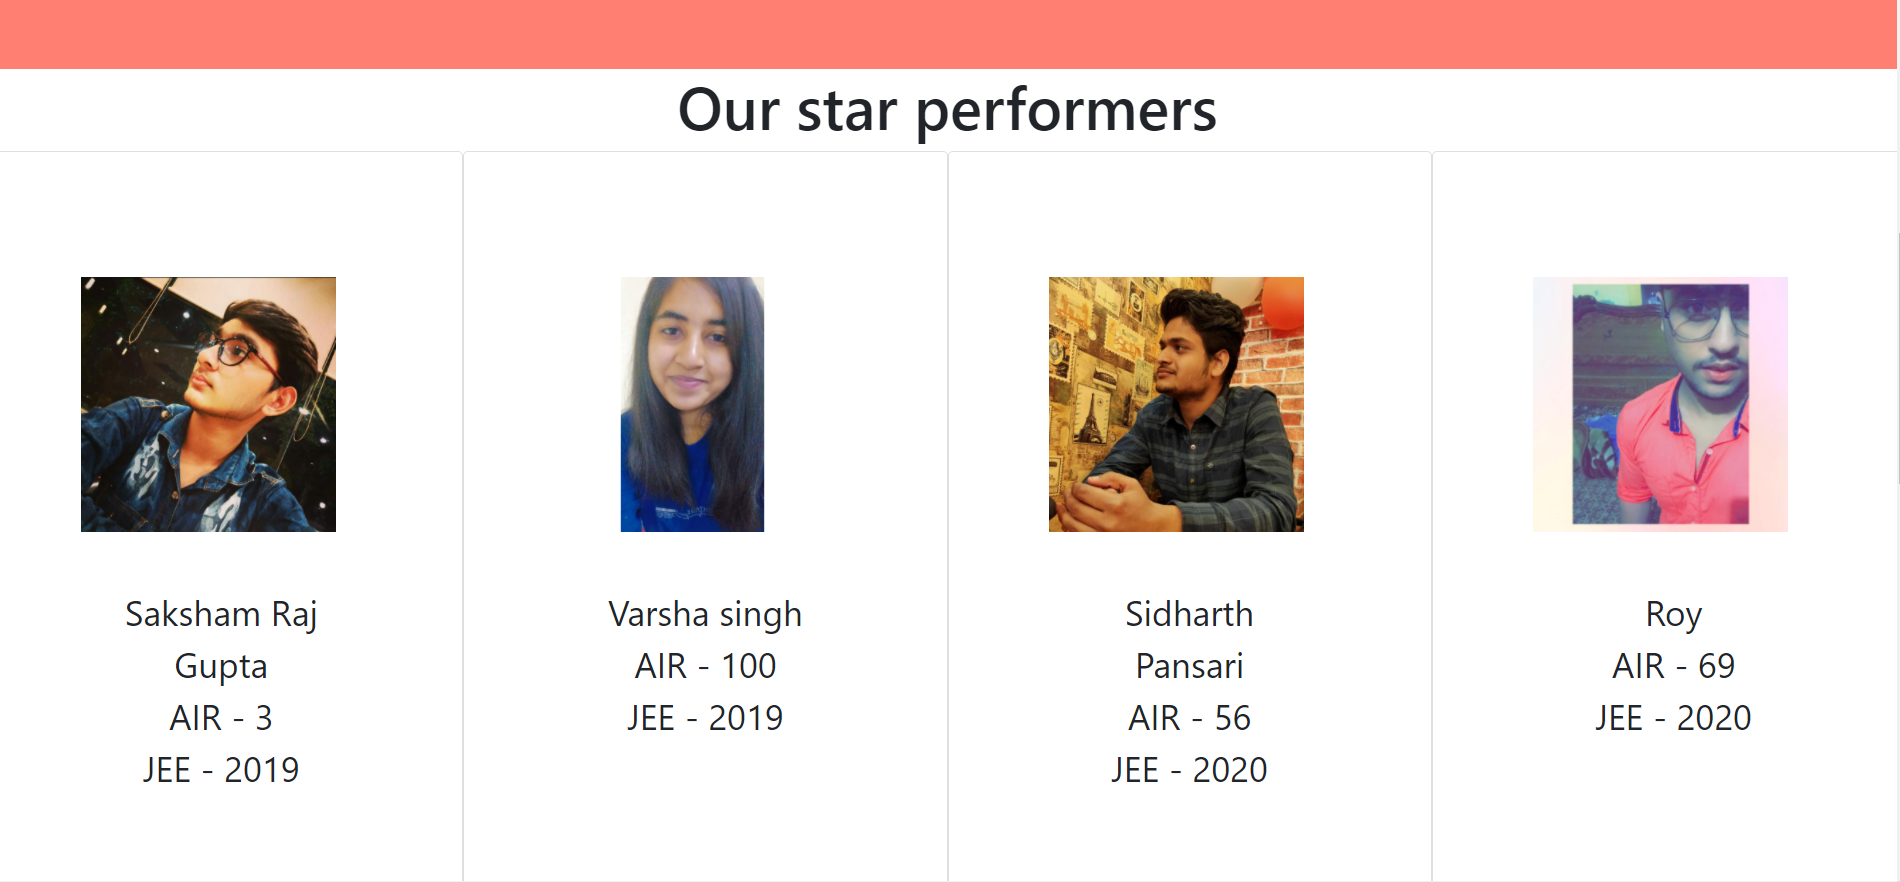 Our star performers
Saksham Raj
Gupta
AIR - 3
JEE - 2019
Varsha singh
AIR - 100
JEE - 2019
Sidharth
Pansari
AIR - 56
JEE - 2020
Roy
AIR - 69
JEE - 2020